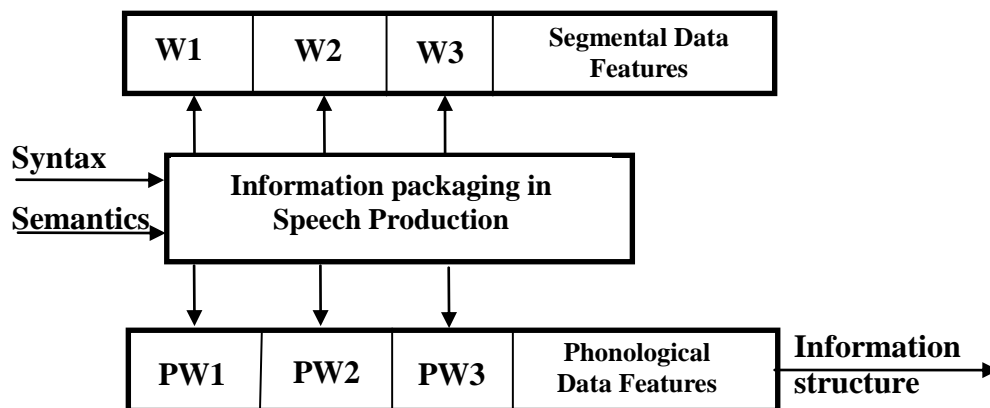 W1 W2 W3 Segmental Data
Features
Syntax
Semantics
Information packaging in
Speech Production
PW1 PW2 PW3 Phonological
Data Features
Information
structure